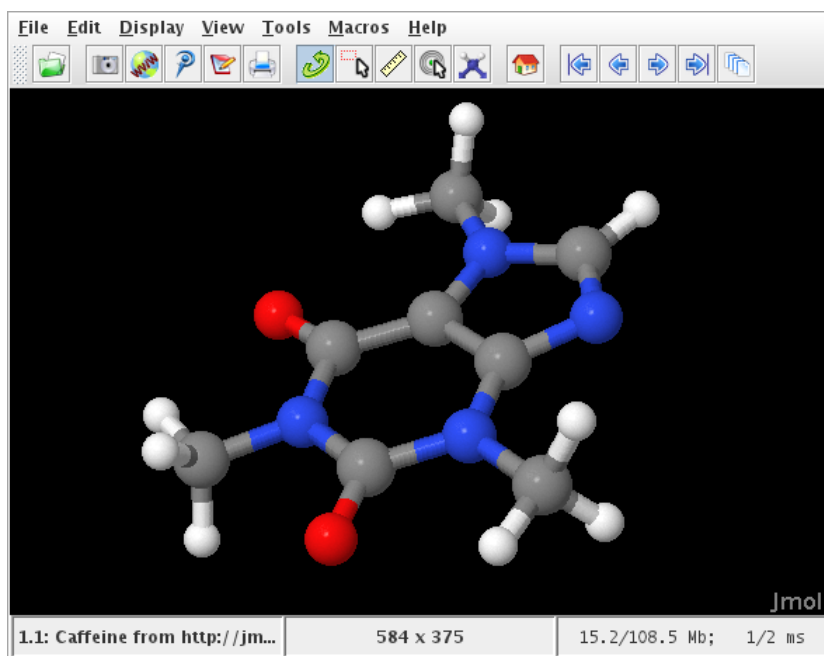 File Edit Display View Tools Macros Help
Jmol
1.1: Caffeine from http://jm... 584 x 375 15.2/108.5 Mb; 1/2 ms